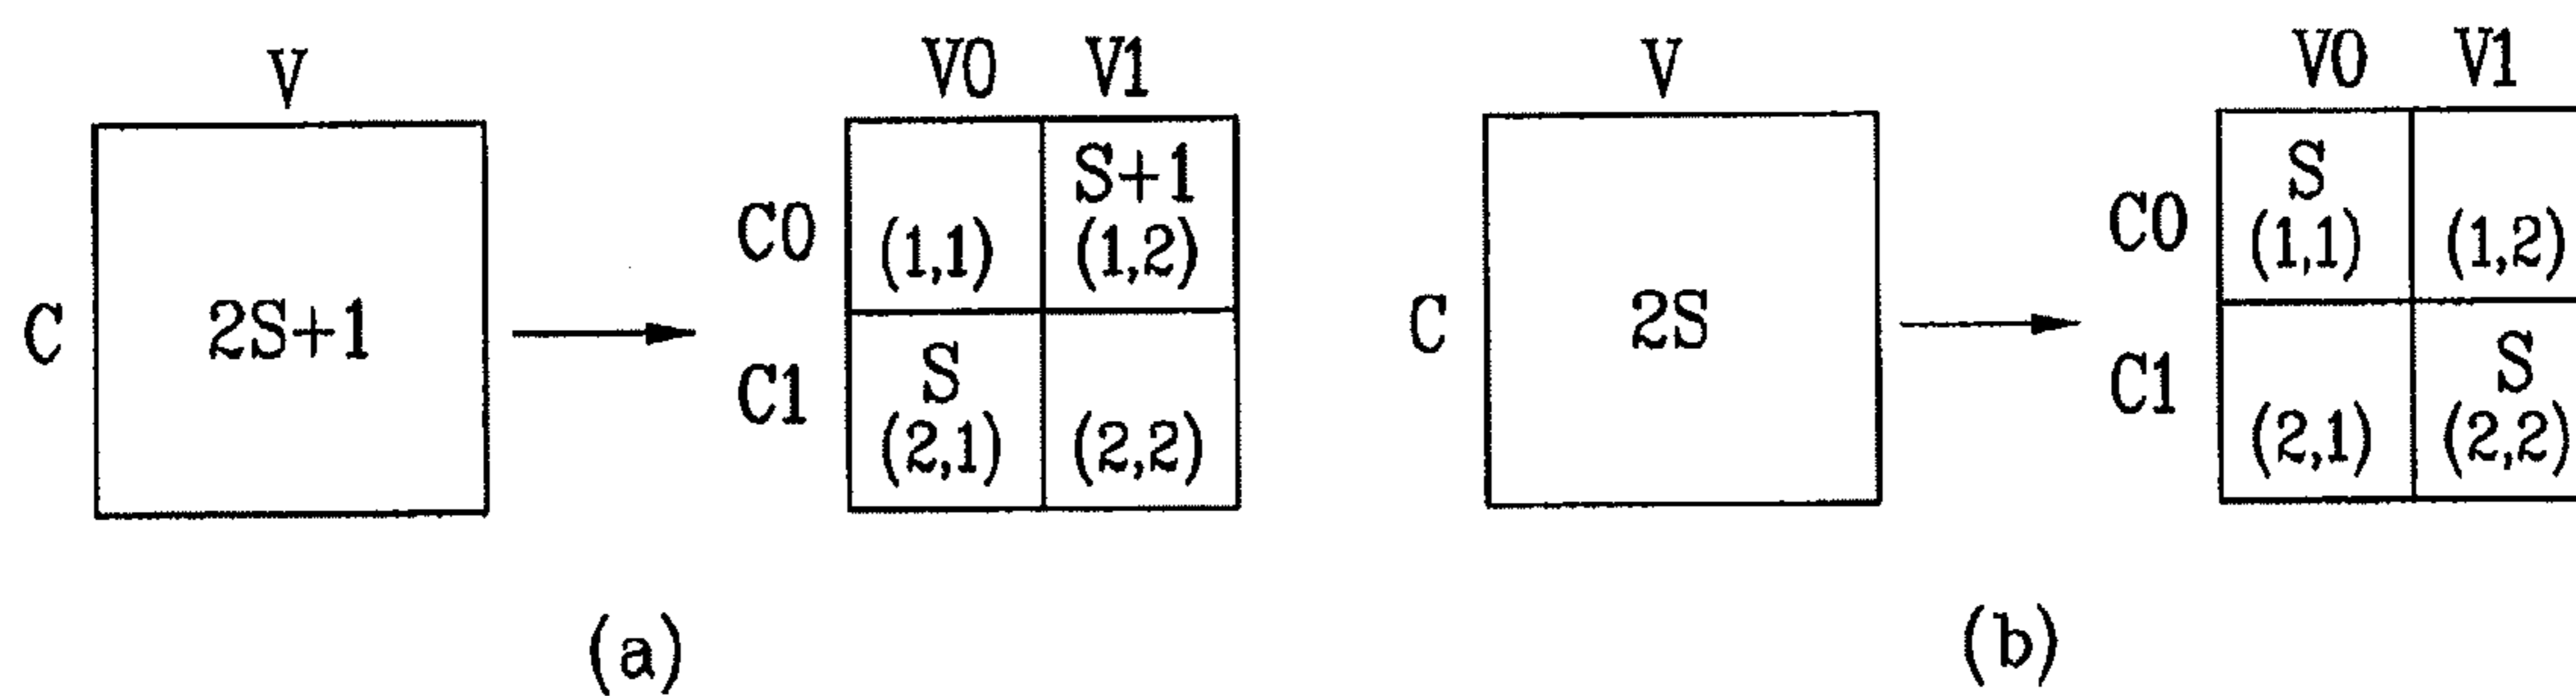 V
C
2S+1
V0 V1
C0
C1
(1,1)
S+1
(1,2)
S
(2,1)
(2,2)
(a)
V
C
2S
V0 V1
C0
C1
S
(1,1)
(1,2)
(2,1)
S
(2,2)
(b)